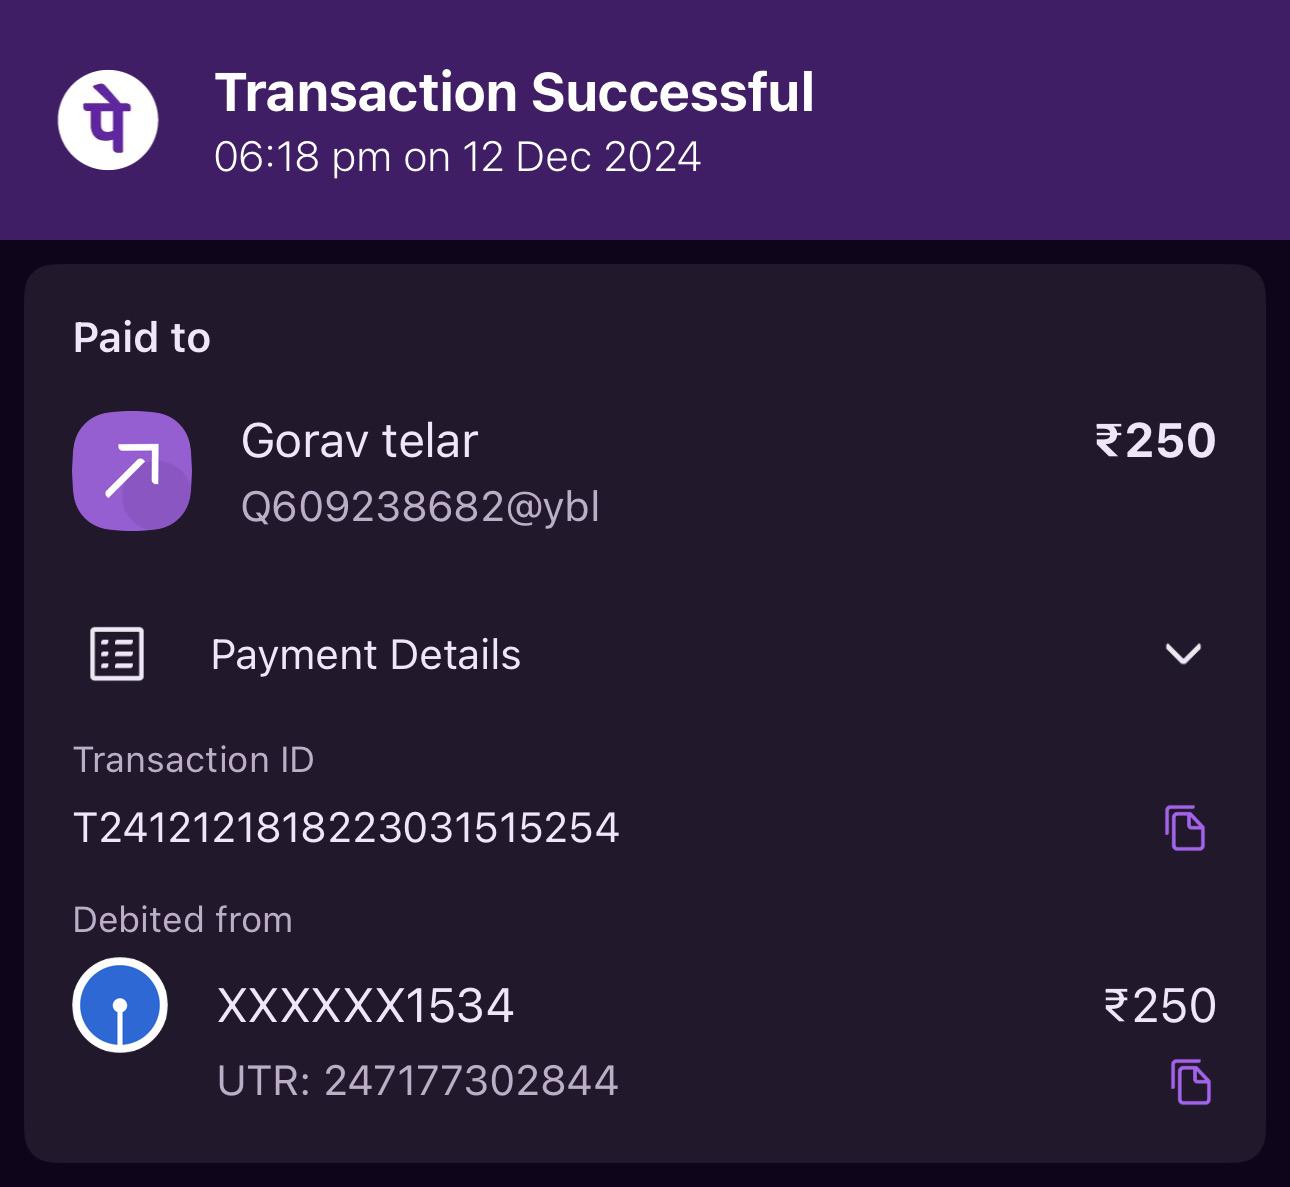 पे
Transaction Successful
06:18 pm on 12 Dec 2024
Paid to
Gorav telar
₹250
Q609238682@ybl
Payment Details
Transaction ID
T2412121818223031515254
Debited from
XXXXXX1534
₹250
UTR: 247177302844